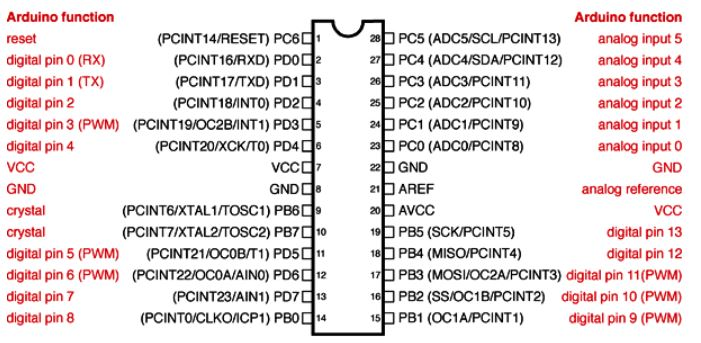 Arduino function Arduino function
reset (PCINT14/RESET) PC6 1 28 PC5 (ADC5/SCL/PCINT13) analog input 5
digital pin 0 (RX) (PCINT16/RXD) PD0 2 27 PC4 (ADC4/SDA/PCINT12) analog input 4
digital pin 1 (TX) (PCINT17/TXD) PD1 3 26 PC3 (ADC3/PCINT11) analog input 3
digital pin 2 (PCINT18/INT0) PD2 4 25 PC2 (ADC2/PCINT10) analog input 2
digital pin 3 (PWM) (PCINT19/OC2B/INT1) PD3 5 24 PC1 (ADC1/PCINT9) analog input 1
digital pin 4 (PCINT20/XCK/T0) PD4 6 23 PC0 (ADC0/PCINT8) analog input 0
VCC VCC 7 22 GND GND
GND GND 8 21 AREF analog reference
crystal (PCINT6/XTAL1/TOSC1) PB6 9 20 AVCC VCC
crystal (PCINT7/XTAL2/TOSC2) PB7 10 19 PB5 (SCK/PCINT5) digital pin 13
digital pin 5 (PWM) (PCINT21/OC0B/T1) PD5 11 18 PB4 (MISO/PCINT4) digital pin 12
digital pin 6 (PWM) (PCINT22/OC0A/AIN0) PD6 12 17 PB3 (MOSI/OC2A/PCINT3) digital pin 11(PWM)
digital pin 7 (PCINT23/AIN1) PD7 13 16 PB2 (SS/OC1B/PCINT2) digital pin 10 (PWM)
digital pin 8 (PCINT0/CLKO/ICP1) PB0 14 15 PB1 (OC1A/PCINT1) digital pin 9 (PWM)